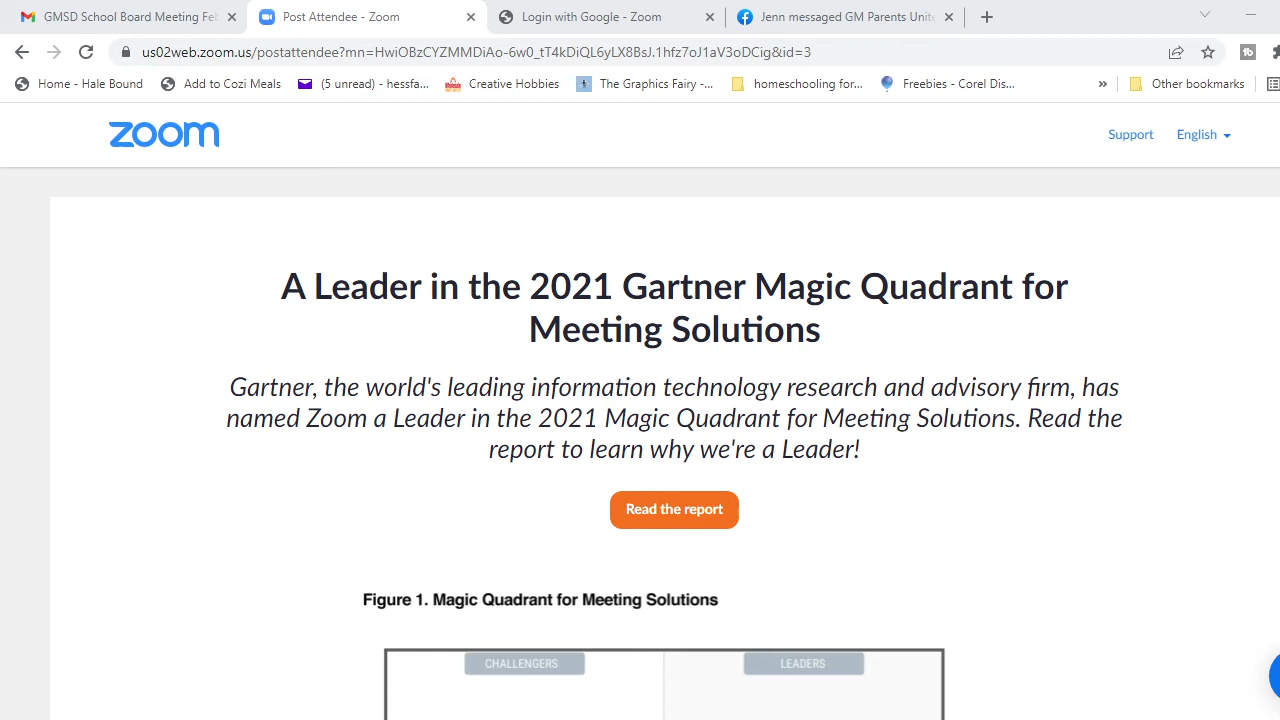 GMSD School Board Meeting Feb
Post Attendee - Zoom
Login with Google - Zoom
Jenn messaged GM Parents Unite
us02web.zoom.us/postattendee?mn=HwiOBzCYZMMDfAo-6w0_tT4kDiQL6yLX8BsJ.1hfz7oJ1aV3oDCig&id=3
Home - Hale Bound
Add to Cozi Meals
(5 unread) - hessfa...
Creative Hobbies
The Graphics Fairy -...
homeschooling for...
Freebies - Corel Dis...
»
Other bookmarks
zoom
Support
English
A Leader in the 2021 Gartner Magic Quadrant for
Meeting Solutions
Gartner, the world's leading information technology research and advisory firm, has
named Zoom a Leader in the 2021 Magic Quadrant for Meeting Solutions. Read the
report to learn why we're a Leader!
Read the report
Figure 1. Magic Quadrant for Meeting Solutions
CHALLENGERS
LEADERS